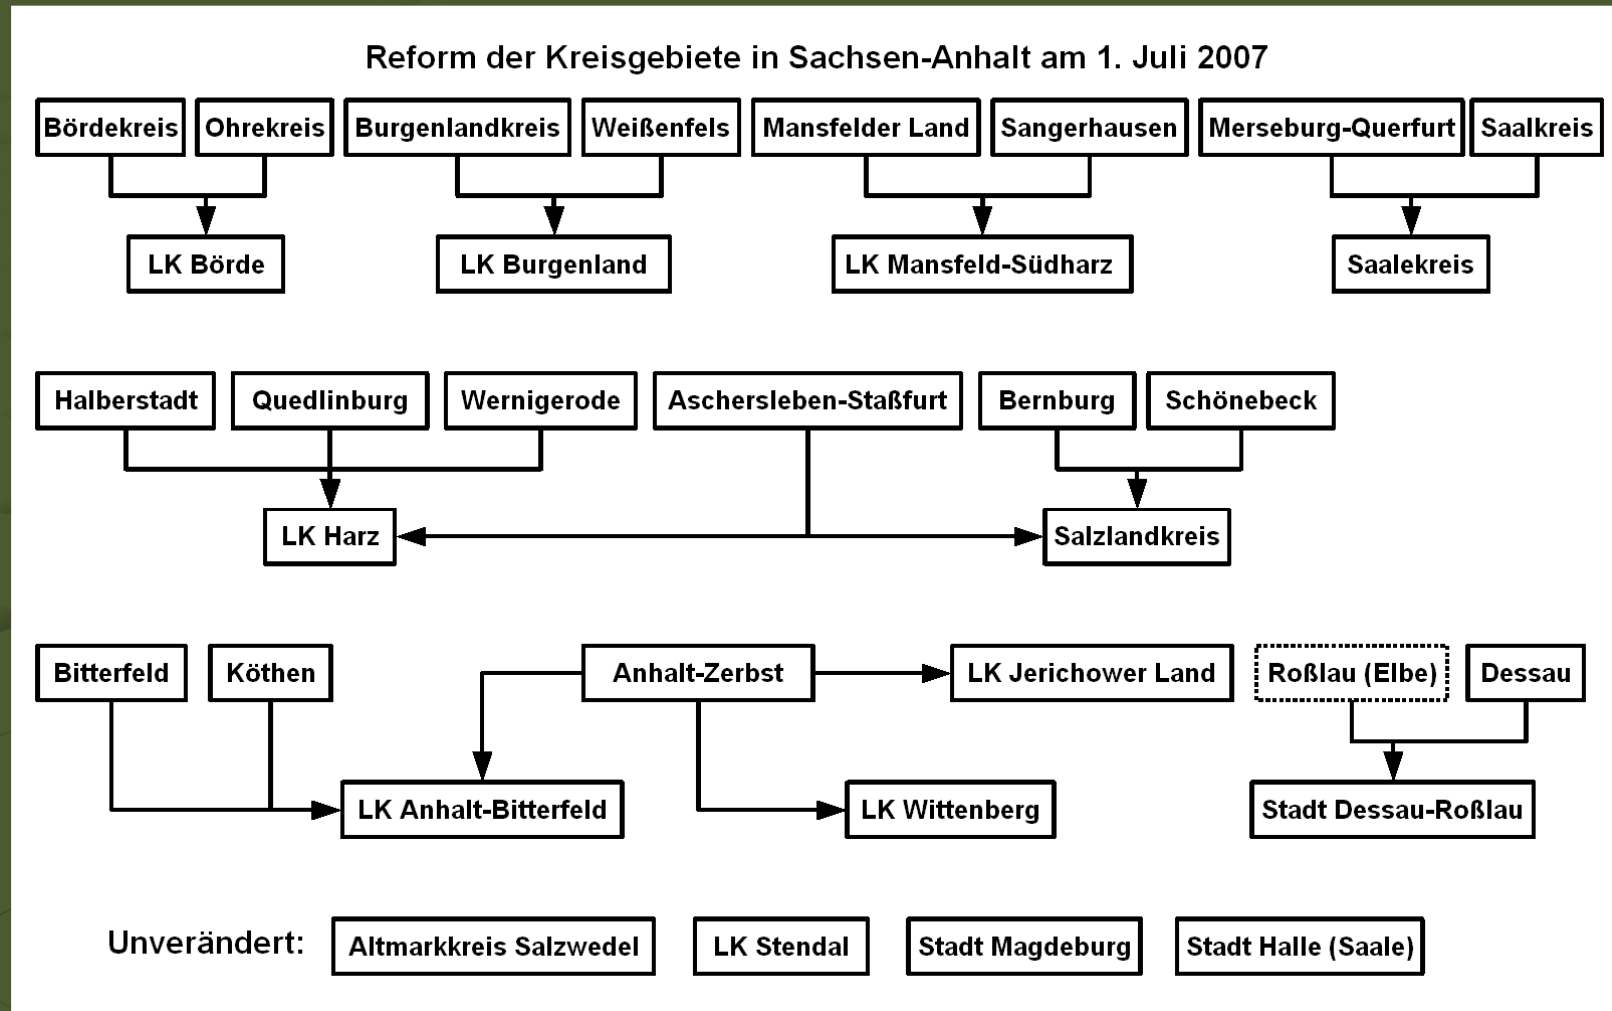 Reform der Kreisgebiete in Sachsen-Anhalt am 1. Juli 2007
Bördekreis Ohrekreis Burgenlandkreis Weißenfels Mansfelder Land Sangerhausen Merseburg-Querfurt Saalkreis
LK Börde LK Burgenland LK Mansfeld-Südharz Saalekreis
Halberstadt Quedlinburg Wernigerode Aschersleben-Staßfurt Bernburg Schönebeck
LK Harz Salzlandkreis
Bitterfeld Köthen Anhalt-Zerbst LK Jerichower Land Roßlau (Elbe) Dessau
LK Anhalt-Bitterfeld LK Wittenberg Stadt Dessau-Roßlau
Unverändert: Altmarkkreis Salzwedel LK Stendal Stadt Magdeburg Stadt Halle (Saale)